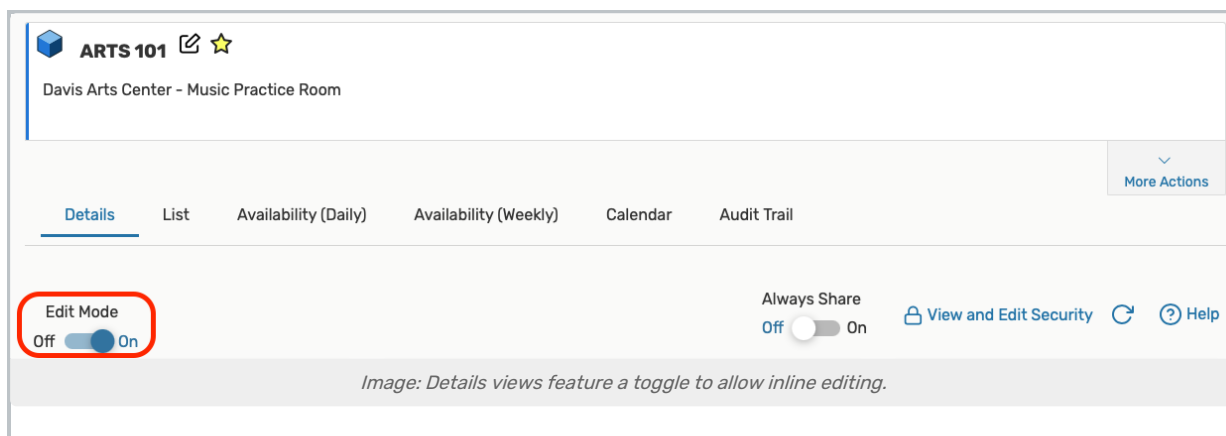 ARTS 101
Davis Arts Center - Music Practice Room
More Actions
Details List Availability (Daily) Availability (Weekly) Calendar Audit Trail
Edit Mode
Off On
Always Share
Off On
View and Edit Security
Help
Image: Details views feature a toggle to allow inline editing.